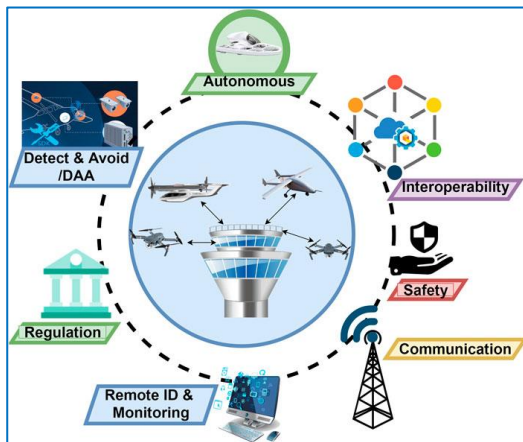 Autonomous
Detect & Avoid
/DAA
Interoperability
Safety
Regulation
Communication
Remote ID &
Monitoring